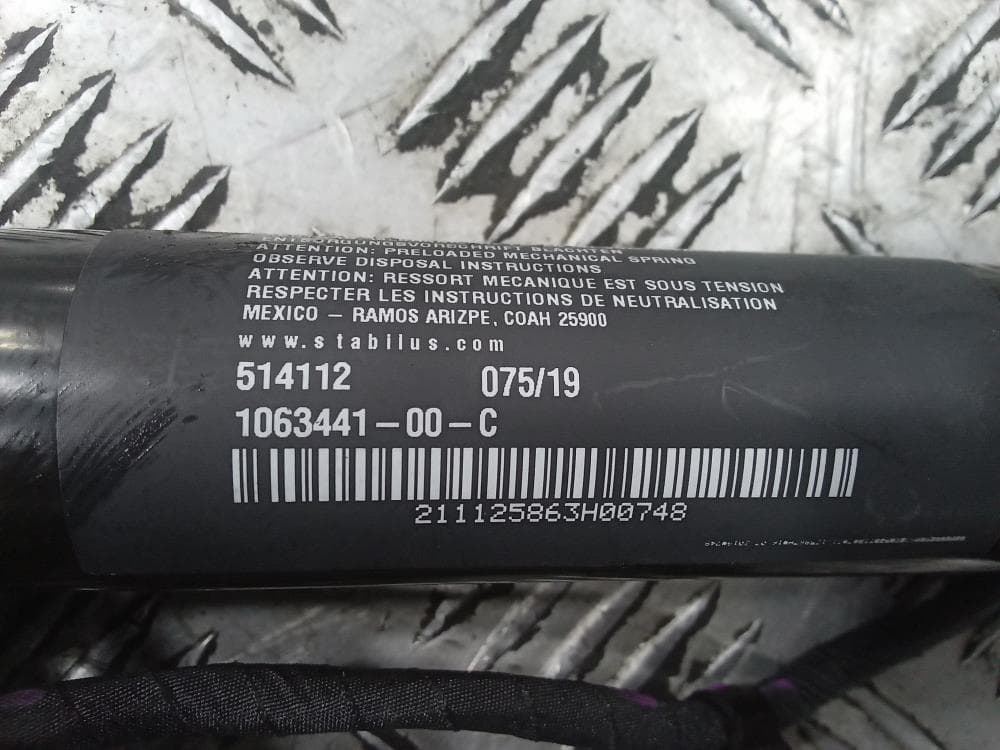 ATTENTION: PRELOADED MECHANICAL SPRING
OBSERVE DISPOSAL INSTRUCTIONS
ATTENTION: RESSORT MECANIQUE EST SOUS TENSION
RESPECTER LES INSTRUCTIONS DE NEUTRALISATION
MEXICO – RAMOS ARIZPE, COAH 25900
www.stabilus.com
514112 075/19
1063441-00-C
211125863H00748